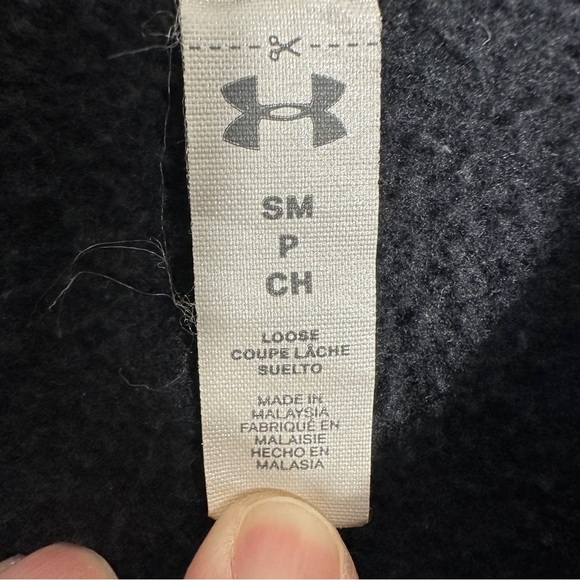 SM
P
CH
LOOSE
COUPE LÂCHE
SUELTO
MADE IN
MALAYSIA
FABRIQUÉ EN
MALAISIE
HECHO EN
MALASIA